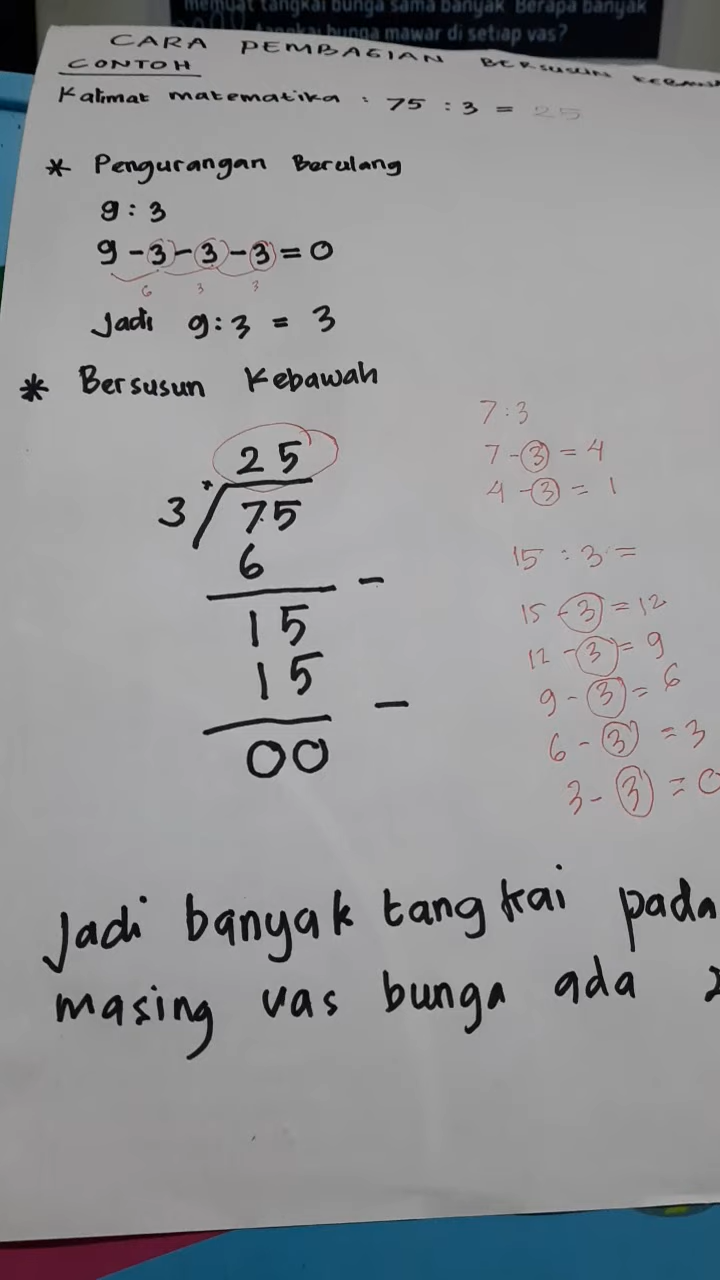 memuat tangkai bunga sama banyak. Berapa banyak
tangkai bunga mawar di setiap vas?
CARA PEMBAGIAN BERSUSUN
CONTOH
Kalimat matematika : 75 : 3 = 25
* Pengurangan Berulang
9 : 3
9 - 3 - 3 - 3 = 0
6 3 3
Jadi 9 : 3 = 3
* Bersusun Kebawah
25
3 75
6 -
15
15 -
00
7 : 3
7 - 3 = 4
4 - 3 = 1
15 : 3 =
15 - 3 = 12
12 - 3 = 9
9 - 3 = 6
6 - 3 = 3
3 - 3 = 0
Jadi banyak tangkai pada
masing vas bunga ada